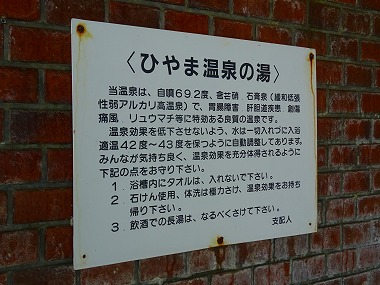 〈ひやま温泉の湯〉
当温泉は、自噴69.2度、含芒硝 石膏泉（緩和低張
性弱アルカリ高温泉）で、胃腸障害 . 肝胆道疾患 . 創傷
痛風 . リュウマチ等に特効ある良質の温泉です。
温泉効果を低下させないよう、水は一切入れづに入浴
適温42度～43度を保つように自動調整してあります。
みんなが気持ち良く、温泉効果を充分体得されるように
下記の点をお守り下さい。
1 . 浴槽内にタオルは、入れないで下さい。
2 . 石けん使用、体洗は極力さけ、温泉効果をお持ち
帰り下さい。
3 . 飲酒での長湯は、なるべくさけて下さい。
支配人